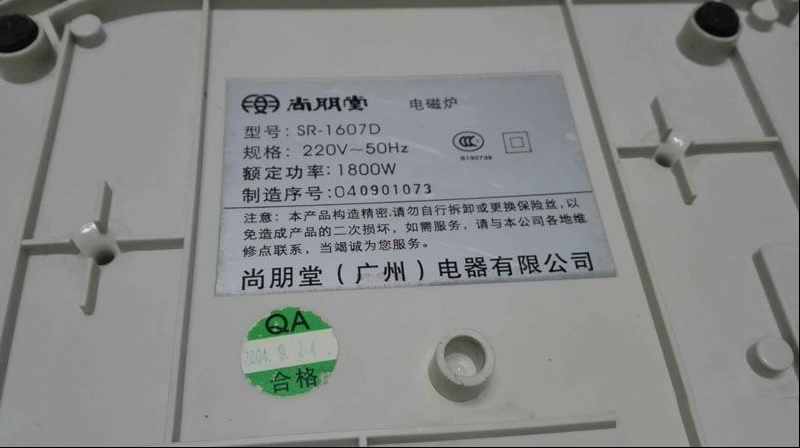 尚朋堂 电磁炉
型号: SR-1607D
规格: 220V～50Hz
额定功率: 1800W
制造序号: 040901073
S190739
注意: 本产品构造精密,请勿自行拆卸或更换保险丝, 以
免造成产品的二次损坏, 如需服务, 请与本公司各地维
修点联系, 当竭诚为您服务。
尚朋堂（广州）电器有限公司
QA
2004. 9.
合格